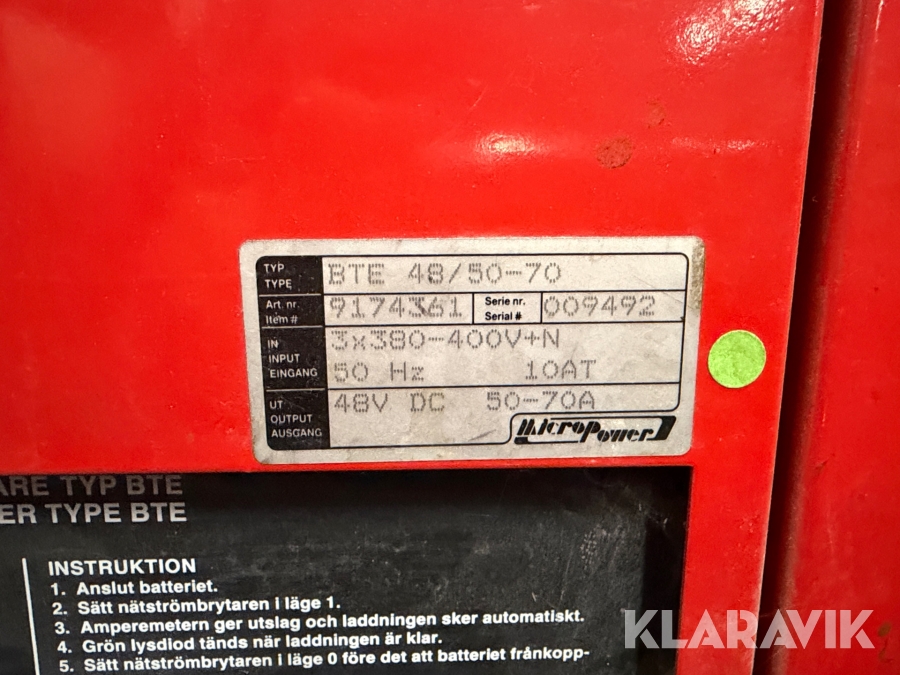 TYP
TYPE
BTE 48/50-70
Art. nr.
Item #
9174361
Serie nr.
Serial #
009492
IN
INPUT
EINGANG
3x380-400V+N
50 Hz 10AT
UT
OUTPUT
AUSGANG
48V DC 50-70A
MicroPower
ARE TYP BTE
ER TYPE BTE
INSTRUKTION
1. Anslut batteriet.
2. Sätt nätströmbrytaren i läge 1.
3. Amperemetern ger utslag och laddningen sker automatiskt.
4. Grön lysdiod tänds när laddningen är klar.
5. Sätt nätströmbrytaren i läge 0 före det att batteriet frånkopp-
KLARAVIK